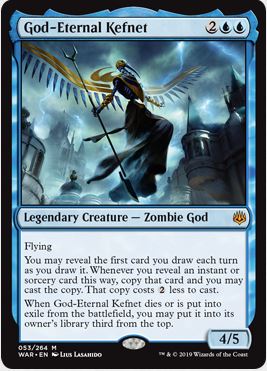 God-Eternal Kefnet 2
Legendary Creature — Zombie God
Flying
You may reveal the first card you draw each turn
as you draw it. Whenever you reveal an instant or
sorcery card this way, copy that card and you may
cast the copy. That copy costs 2 less to cast.
When God-Eternal Kefnet dies or is put into
exile from the battlefield, you may put it into its
owner's library third from the top.
4/5
053/264 M
WAR • EN Lius Lasahido
™ & © 2019 Wizards of the Coast